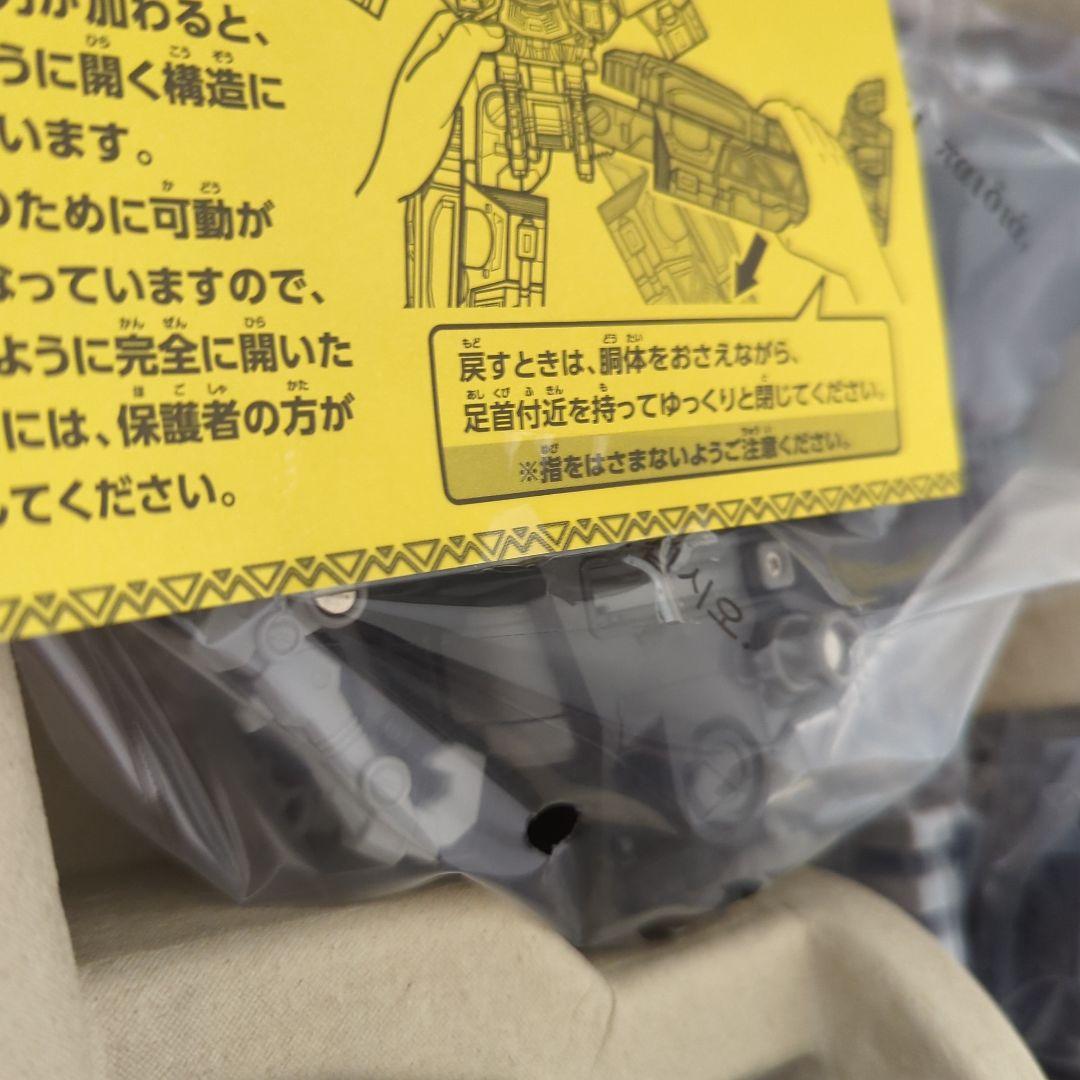 が加わると、
うに開く構造に
います。
のために可動が
なっていますので、
ように完全に開いた
には、保護者の方が
してください。
戻すときは、胴体をおさえながら、
足首付近を持ってゆっくりと閉じてください。
※指をはさまないようご注意ください。
παιδιά.
시오.